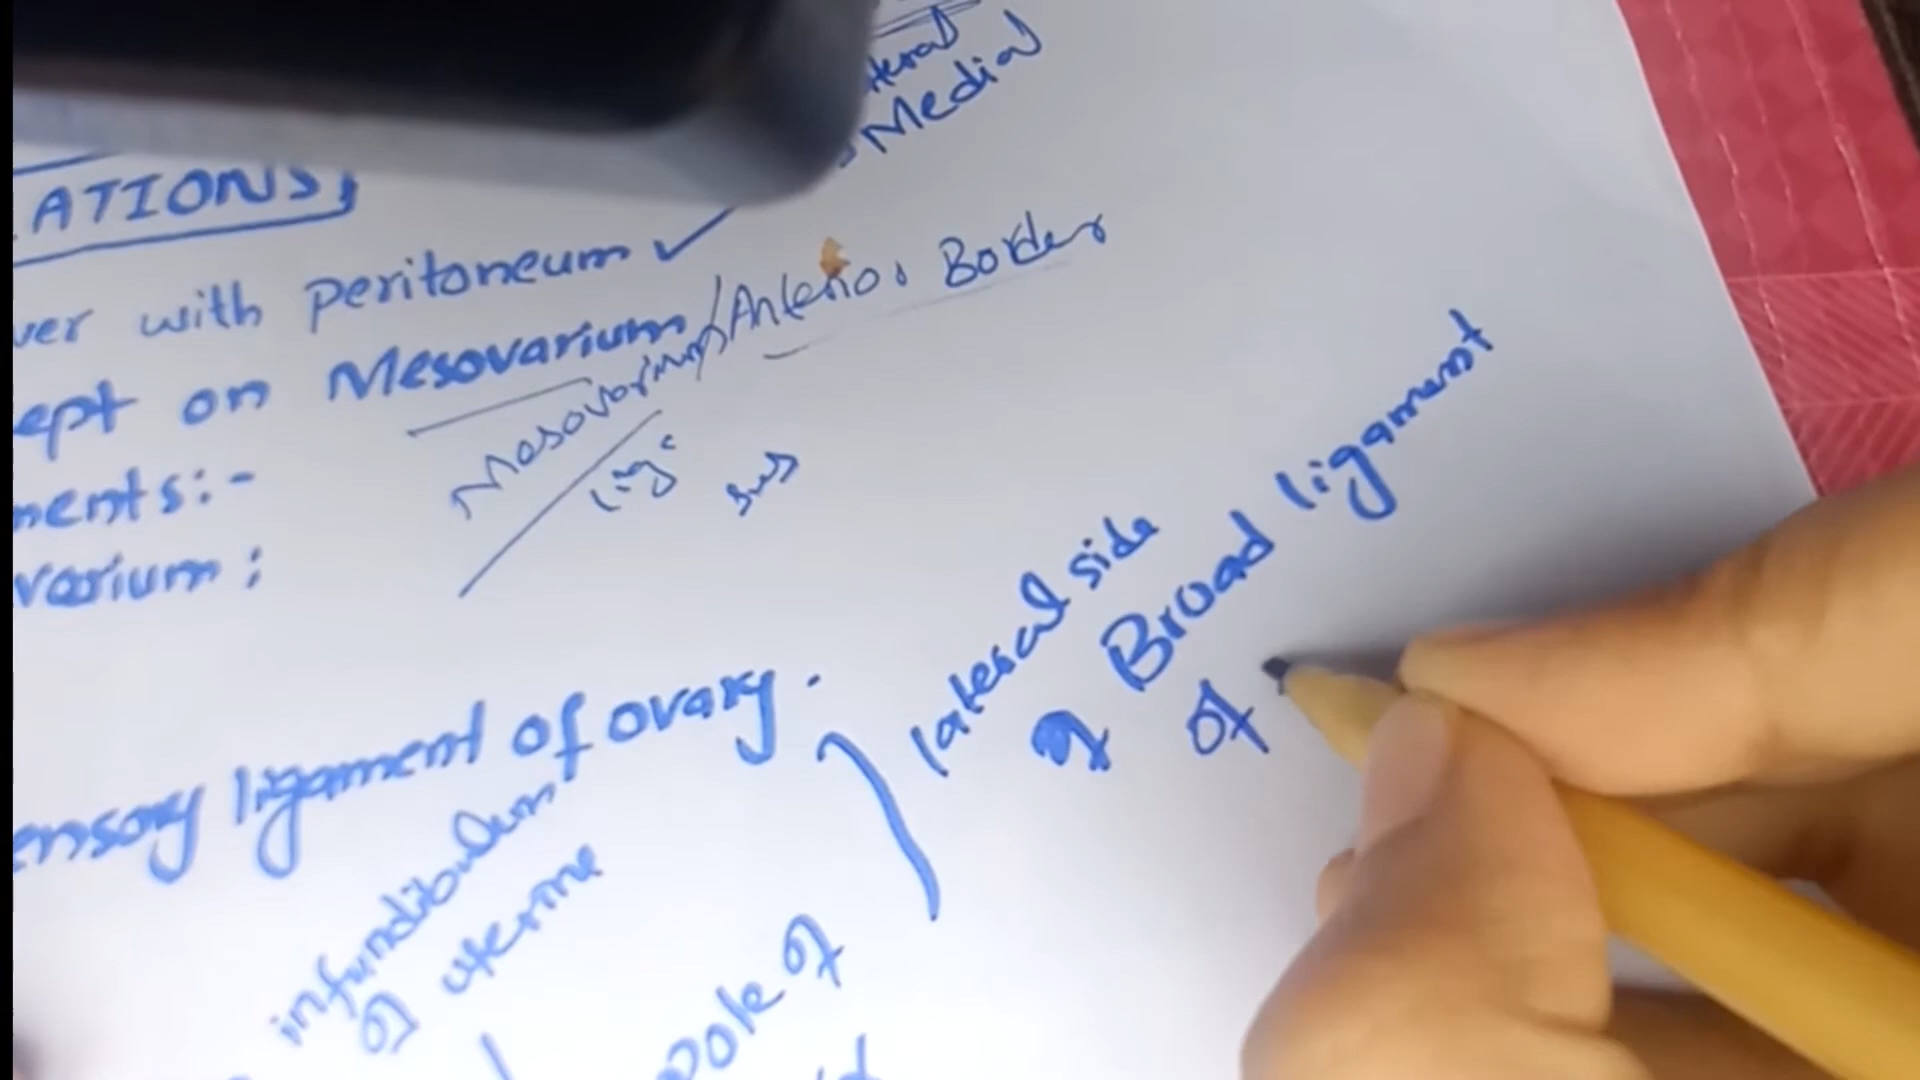 Medial
ATIONS,
ver with peritoneum
ept on Mesovarium/Anterior Border
Mesovarium
ments:-
lig.
varium:
lateral side
of Broad ligament
of
ensory ligament of ovary.
infundibulum
of uterine
pole of